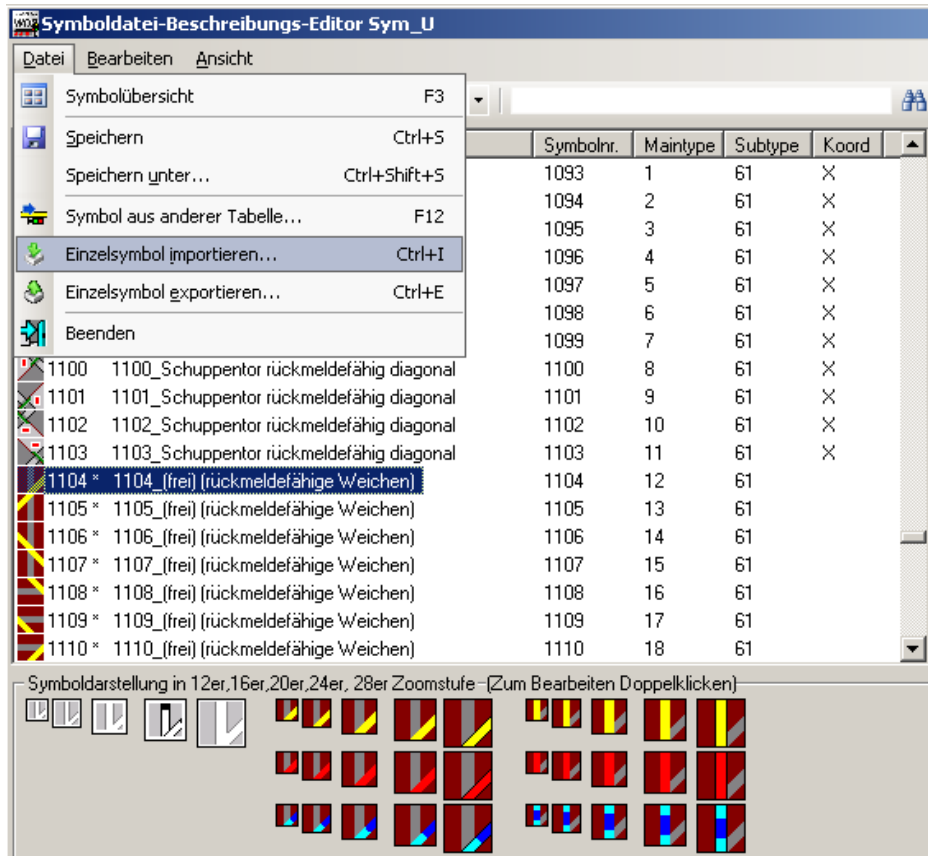 Symboldatei-Beschreibungs-Editor Sym_U
Datei Bearbeiten Ansicht
Symbolübersicht F3
Speichern Ctrl+S
Speichern unter... Ctrl+Shift+S
Symbol aus anderer Tabelle... F12
Einzelsymbol importieren... Ctrl+I
Einzelsymbol exportieren... Ctrl+E
Beenden
Symbolnr. Maintype Subtype Koord
1093 1 61 X
1094 2 61 X
1095 3 61 X
1096 4 61 X
1097 5 61 X
1098 6 61 X
1099 7 61 X
1100 1100_Schuppentor rückmeldefähig diagonal 1100 8 61 X
1101 1101_Schuppentor rückmeldefähig diagonal 1101 9 61 X
1102 1102_Schuppentor rückmeldefähig diagonal 1102 10 61 X
1103 1103_Schuppentor rückmeldefähig diagonal 1103 11 61 X
1104 * 1104_(frei) (rückmeldefähige Weichen) 1104 12 61
1105 * 1105_(frei) (rückmeldefähige Weichen) 1105 13 61
1106 * 1106_(frei) (rückmeldefähige Weichen) 1106 14 61
1107 * 1107_(frei) (rückmeldefähige Weichen) 1107 15 61
1108 * 1108_(frei) (rückmeldefähige Weichen) 1108 16 61
1109 * 1109_(frei) (rückmeldefähige Weichen) 1109 17 61
1110 * 1110_(frei) (rückmeldefähige Weichen) 1110 18 61
Symboldarstellung in 12er,16er,20er,24er, 28er Zoomstufe-(Zum Bearbeiten Doppelklicken)